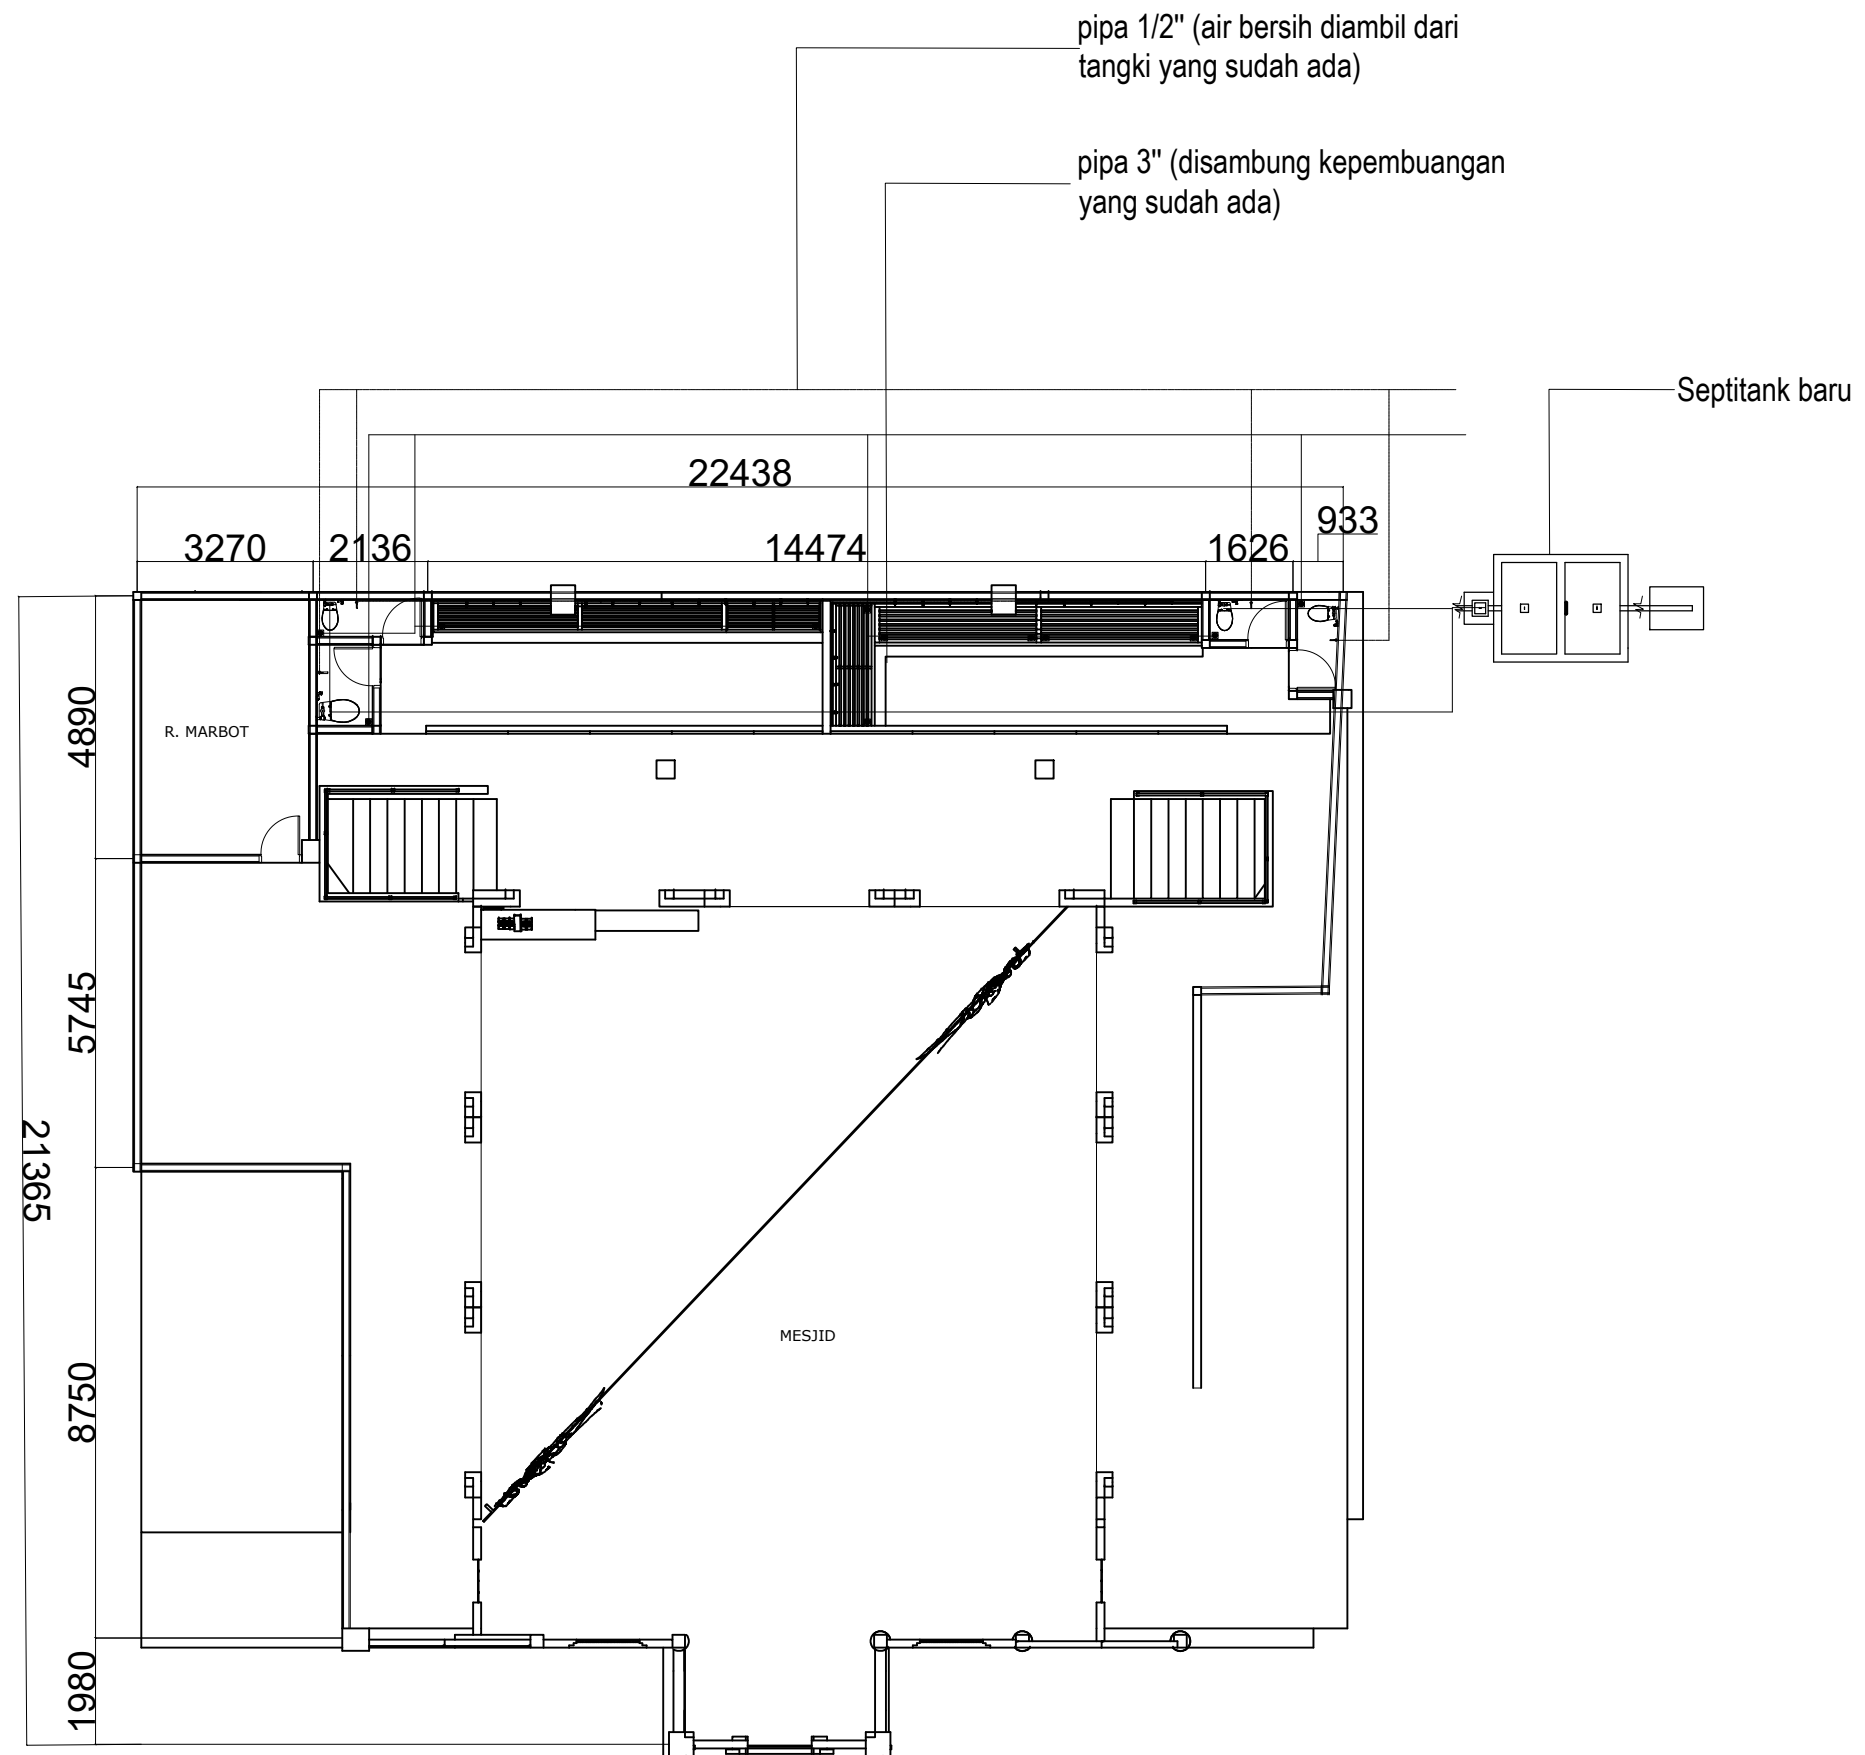 pipa 1/2" (air bersih diambil dari
tangki yang sudah ada)
pipa 3" (disambung kepembuangan
yang sudah ada)
Septitank baru
22438
933
3270
2136
14474
1626
4890
R. MARBOT
5745
21365
MESJID
8750
1980